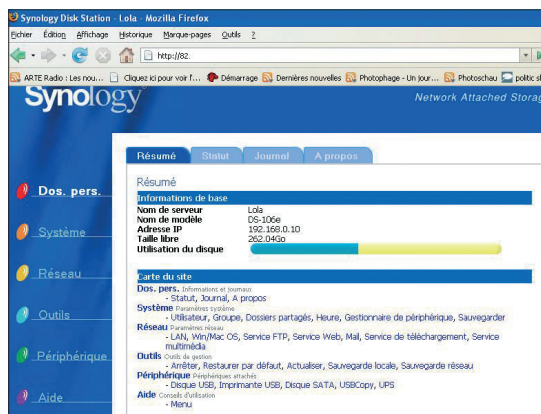 Synology Disk Station - Lola - Mozilla Firefox
Fichier Édition Affichage Historique Marque-pages Outils ?
http://82.
ARTE Radio : Les nou... Cliquez ici pour voir l'... Démarrage Dernières nouvelles Photophage - Un jour... Photoschau politic
Synology
Network Attached Storag
Résumé Statut Journal A propos
Résumé
Informations de base
Nom de serveur Lola
Nom de modèle DS-106e
Adresse IP 192.168.0.10
Taille libre 262.04Go
Utilisation du disque
Dos. pers.
Système
Réseau
Outils
Périphérique
Aide
Carte du site
Dos. pers. Informations et journaux
- Statut, Journal, A propos
Système Paramètres système
- Utilisateur, Groupe, Dossiers partagés, Heure, Gestionnaire de périphérique, Sauvegarder
Réseau Paramètres réseau
- LAN, Win/Mac OS, Service FTP, Service Web, Mail, Service de téléchargement, Service
multimédia
Outils Outils de gestion
- Arrêter, Restaurer par défaut, Actualiser, Sauvegarde locale, Sauvegarde réseau
Périphérique Périphériques attachés
- Disque USB, Imprimante USB, Disque SATA, USBCopy, UPS
Aide Conseils d'utilisation
- Menu